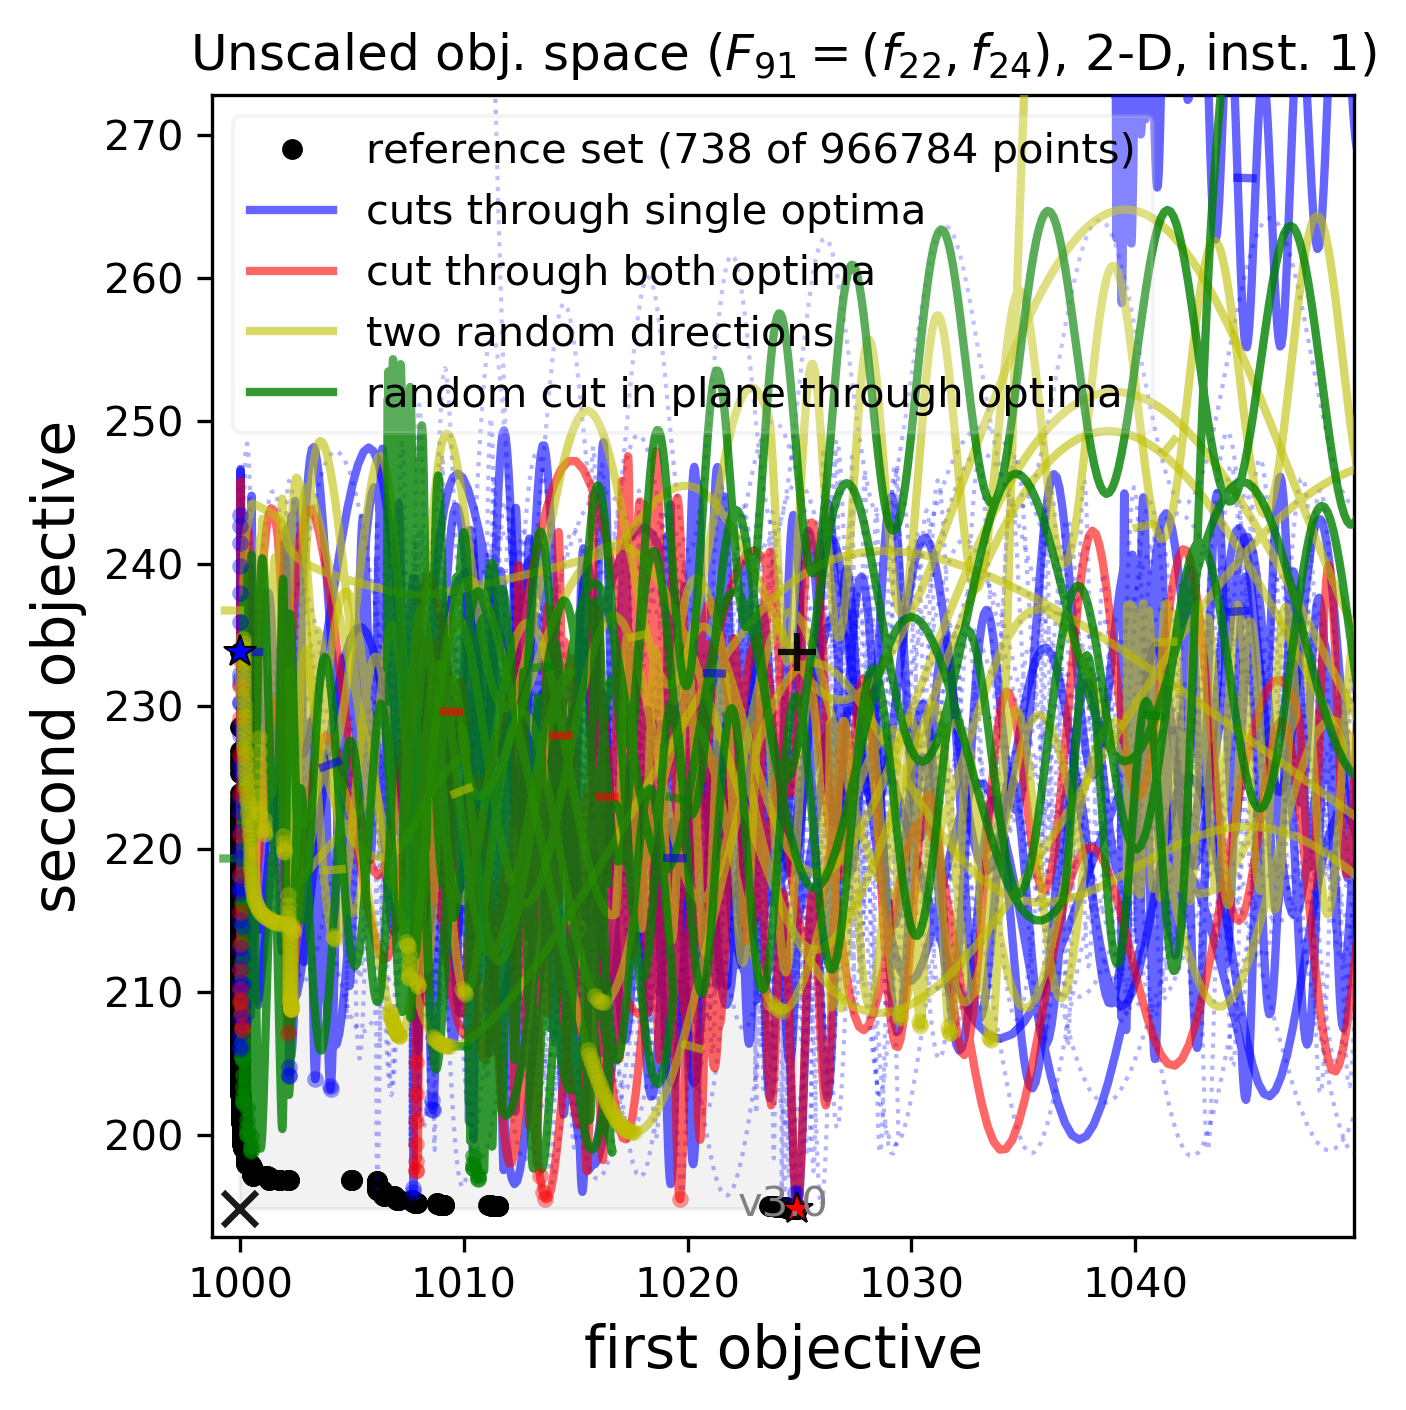 Unscaled obj. space (F₉₁ = (f₂₂, f₂₄), 2-D, inst. 1)
270
260
250
240
230
220
210
200
second objective
reference set (738 of 966784 points)
cuts through single optima
cut through both optima
two random directions
random cut in plane through optima
v3.0
1000 1010 1020 1030 1040
first objective